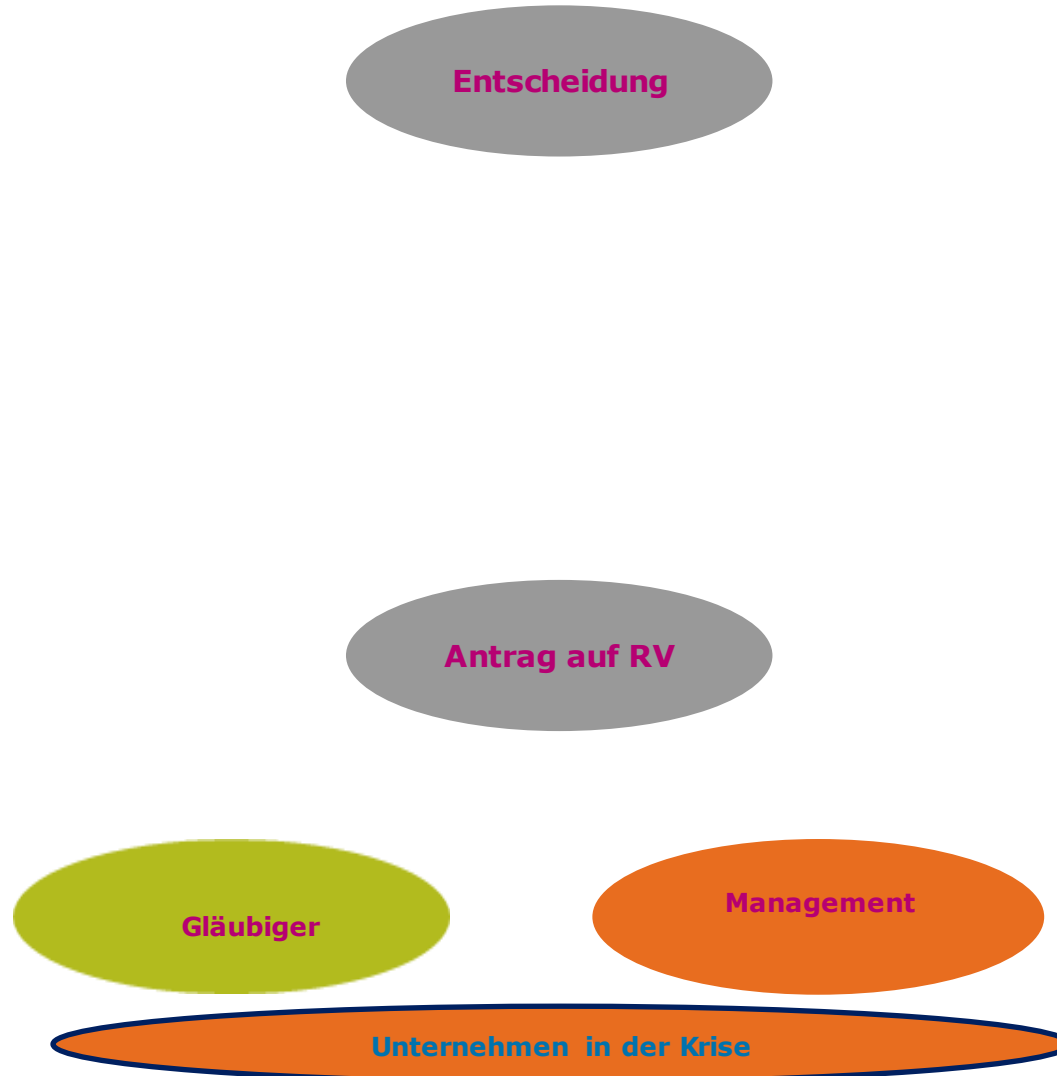 Entscheidung
Antrag auf RV
Gläubiger
Management
Unternehmen in der Krise